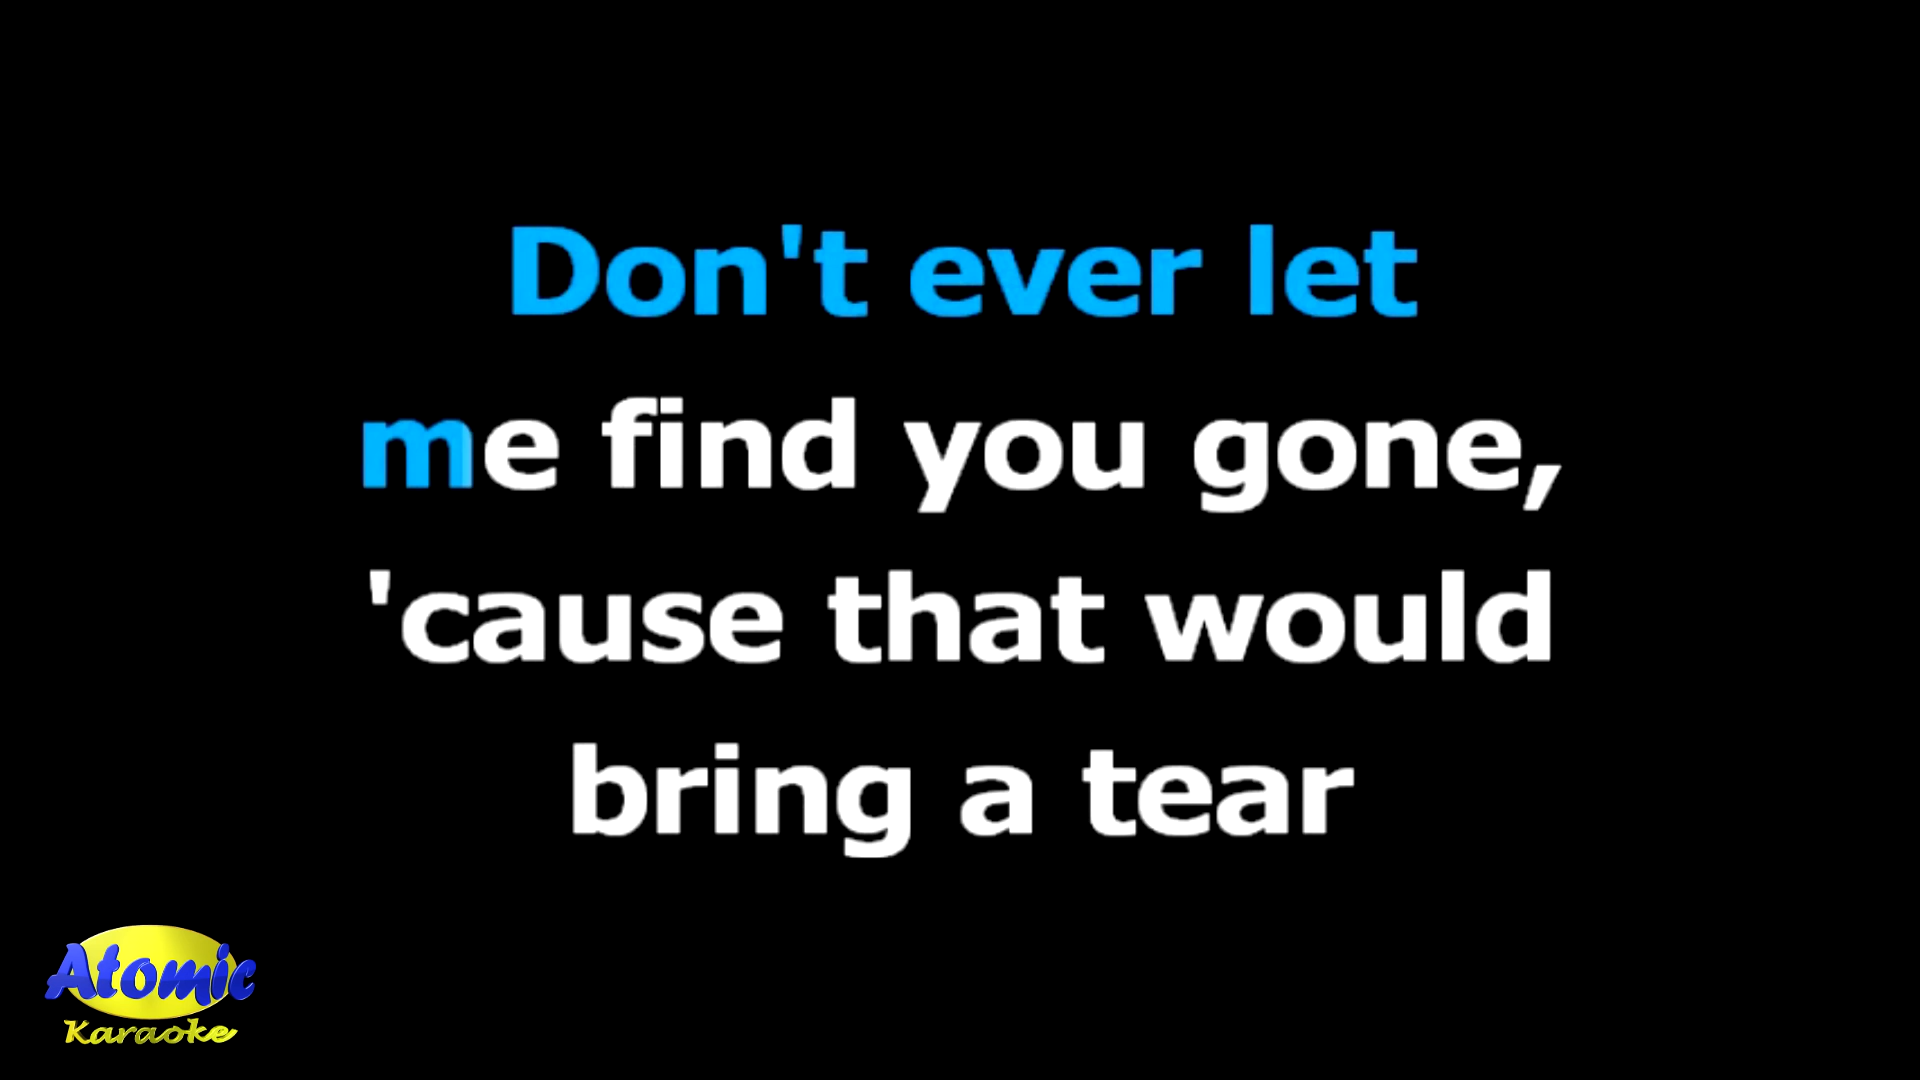 Don't ever let
me find you gone,
'cause that would
bring a tear
Atomic
Karaoke